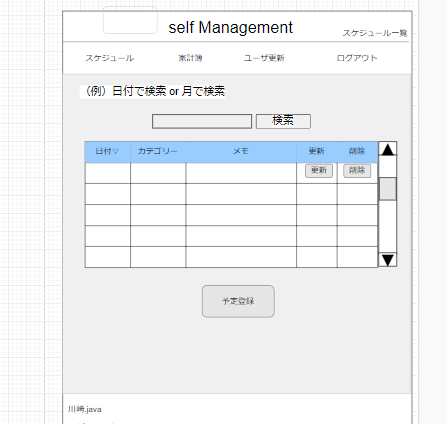 self Management
スケジュール一覧
スケジュール 家計簿 ユーザ更新 ログアウト
（例）日付で検索 or 月で検索
検索
日付▽ カテゴリー メモ 更新 削除
更新 削除
予定登録
川崎.java